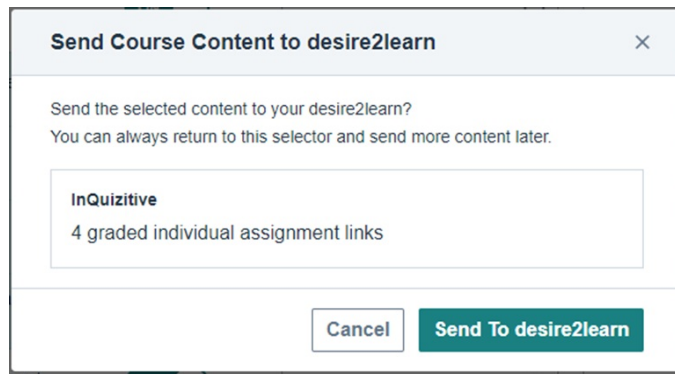 Send Course Content to desire2learn
Send the selected content to your desire2learn?
You can always return to this selector and send more content later.
InQuizitive
4 graded individual assignment links
Cancel
Send To desire2learn